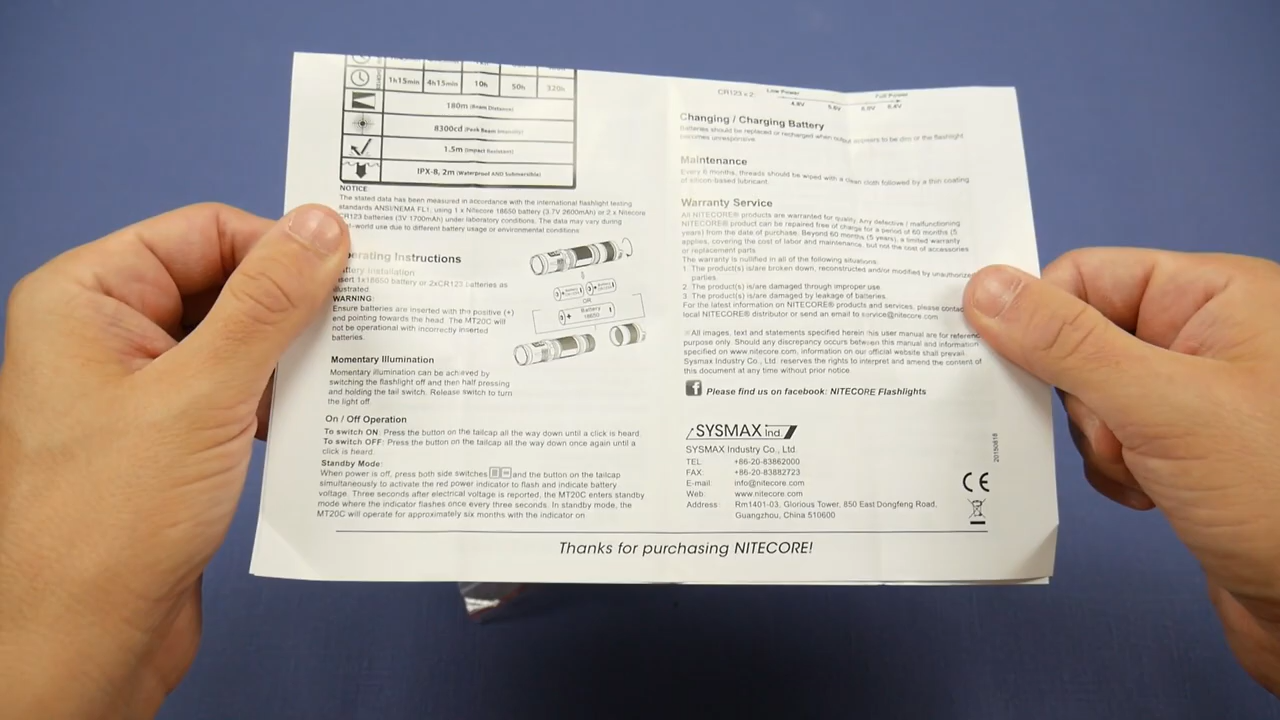 1h15min 4h15min 10h 50h 320h
180m (Beam Distance)
8300cd (Peak Beam Intensity)
1.5m (Impact Resistant)
IPX-8, 2m (Waterproof AND Submersible)
NOTICE:
The stated data has been measured in accordance with the international flashlight testing
standards ANSI/NEMA FL1, using 1 x Nitecore 18650 battery (3.7V 2600mAh) or 2 x Nitecore
CR123 batteries (3V 1700mAh) under laboratory conditions. The data may vary during
-world use due to different battery usage or environmental conditions.
erating Instructions
ttery Installation
sert 1x18650 battery or 2xCR123 batteries as
illustrated.
WARNING:
Ensure batteries are inserted with the positive (+)
end pointing towards the head. The MT20C will
not be operational with incorrectly inserted
batteries.
OR
Battery
18650
Momentary Illumination
Momentary illumination can be achieved by
switching the flashlight off and then half pressing
and holding the tail switch. Release switch to turn
the light off.
On / Off Operation
To switch ON: Press the button on the tailcap all the way down until a click is heard.
To switch OFF: Press the button on the tailcap all the way down once again until a
click is heard.
Standby Mode:
When power is off, press both side switches and the button on the tailcap
simultaneously to activate the red power indicator to flash and indicate battery
voltage. Three seconds after electrical voltage is reported, the MT20C enters standby
mode where the indicator flashes once every three seconds. In standby mode, the
MT20C will operate for approximately six months with the indicator on
CR123 x 2: Low Power Full Power
4.8V 5.6V 6.0V 6.4V
Changing / Charging Battery
Batteries should be replaced or recharged when output appears to be dim or the flashlight
becomes unresponsive.
Maintenance
Every 6 months, threads should be wiped with a clean cloth followed by a thin coating
of silicon-based lubricant.
Warranty Service
All NITECORE® products are warranted for quality. Any defective / malfunctioning
NITECORE® product can be repaired free of charge for a period of 60 months (5
years) from the date of purchase. Beyond 60 months (5 years), a limited warranty
applies, covering the cost of labor and maintenance, but not the cost of accessories
or replacement parts.
The warranty is nullified in all of the following situations:
1. The product(s) is/are broken down, reconstructed and/or modified by unauthorized
parties.
2. The product(s) is/are damaged through improper use.
3. The product(s) is/are damaged by leakage of batteries.
For the latest information on NITECORE® products and services, please contact
local NITECORE® distributor or send an email to service@nitecore.com
※All images, text and statements specified herein this user manual are for reference
purpose only. Should any discrepancy occurs between this manual and information
specified on www.nitecore.com, information on our official website shall prevail.
Sysmax Industry Co., Ltd. reserves the rights to interpret and amend the content of
this document at any time without prior notice.
f Please find us on facebook: NITECORE Flashlights
SYSMAX Ind.
SYSMAX Industry Co., Ltd.
TEL: +86-20-83862000
FAX: +86-20-83882723
E-mail: info@nitecore.com
Web: www.nitecore.com
Address: Rm1401-03, Glorious Tower, 850 East Dongfeng Road,
Guangzhou, China 510600
20150818
CE
Thanks for purchasing NITECORE!